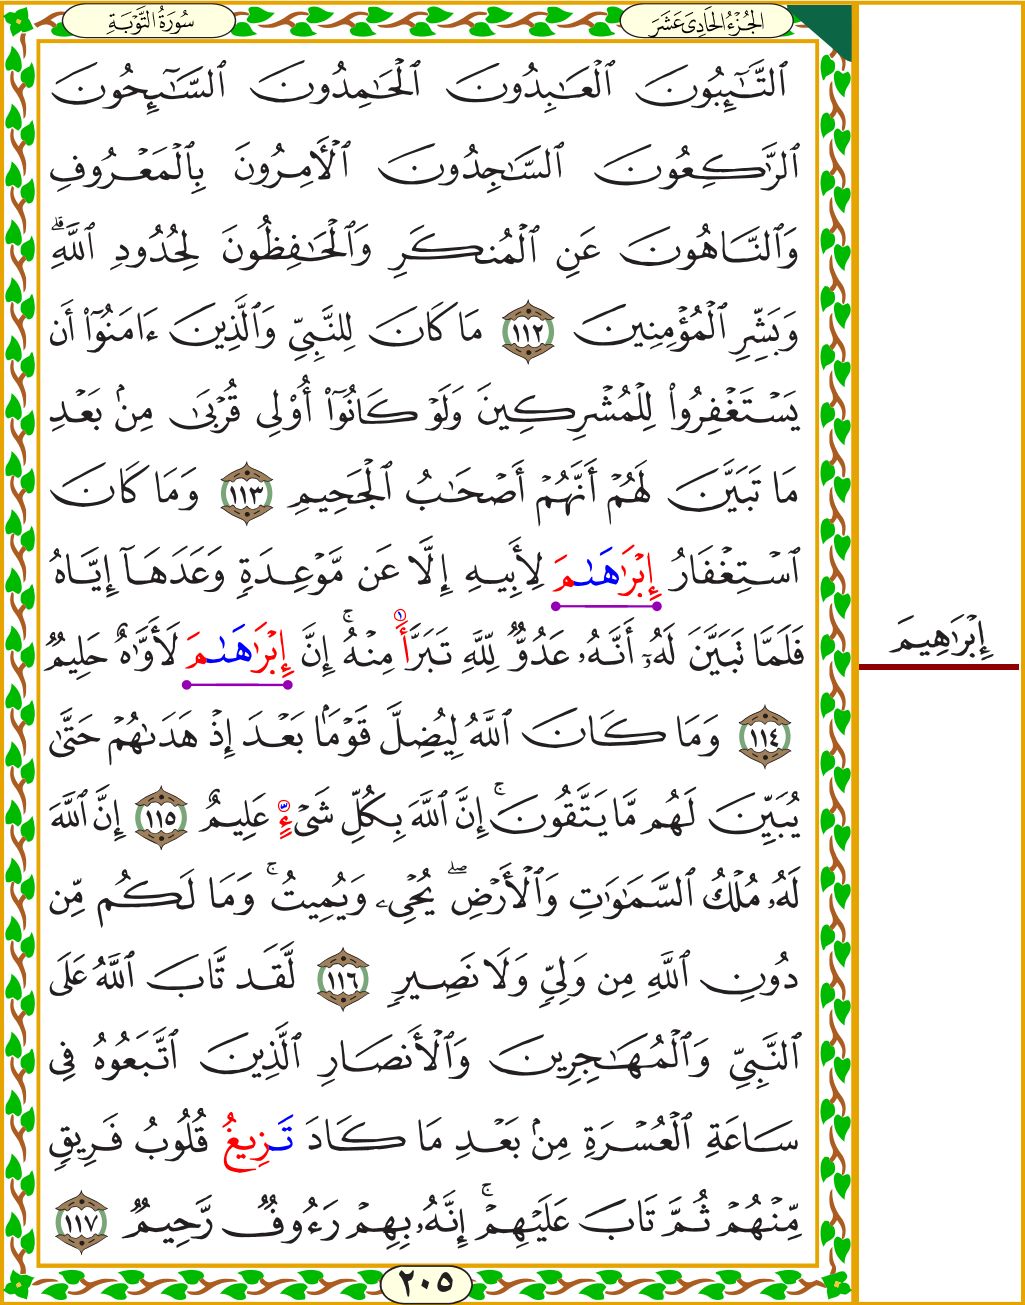 الجُزْءُ الحَادِىَ عَشَرَ
سُورَةُ التَّوْبَةِ
ٱلتَّـٰٓئِبُونَ ٱلْعَـٰبِدُونَ ٱلْحَـٰمِدُونَ ٱلسَّـٰٓئِحُونَ
ٱلرَّٰكِعُونَ ٱلسَّـٰجِدُونَ ٱلْـَٔامِرُونَ بِٱلْمَعْرُوفِ
وَٱلنَّاهُونَ عَنِ ٱلْمُنكَرِ وَٱلْحَـٰفِظُونَ لِحُدُودِ ٱللَّهِ ۗ
وَبَشِّرِ ٱلْمُؤْمِنِينَ ١١٢ مَا كَانَ لِلنَّبِىِّ وَٱلَّذِينَ ءَامَنُوٓا۟ أَن
يَسْتَغْفِرُوا۟ لِلْمُشْرِكِينَ وَلَوْ كَانُوٓا۟ أُو۟لِى قُرْبَىٰ مِنۢ بَعْدِ
مَا تَبَيَّنَ لَهُمْ أَنَّهُمْ أَصْحَـٰبُ ٱلْجَحِيمِ ١١٣ وَمَا كَانَ
ٱسْتِغْفَارُ إِبْرَٰهَـٰمَ لِأَبِيهِ إِلَّا عَن مَّوْعِدَةٍ وَعَدَهَآ إِيَّاهُ
فَلَمَّا تَبَيَّنَ لَهُۥٓ أَنَّهُۥ عَدُوٌّ لِّلَّهِ تَبَرَّأَ ١ مِنْهُ ۚ إِنَّ إِبْرَٰهَـٰمَ لَأَوَّٰهٌ حَلِيمٌ
١١٤ وَمَا كَانَ ٱللَّهُ لِيُضِلَّ قَوْمًۢا بَعْدَ إِذْ هَدَىٰهُمْ حَتَّىٰ
يُبَيِّنَ لَهُم مَّا يَتَّقُونَ ۚ إِنَّ ٱللَّهَ بِكُلِّ شَىْءٍ عَلِيمٌ ١١٥ إِنَّ ٱللَّهَ
لَهُۥ مُلْكُ ٱلسَّمَـٰوَٰتِ وَٱلْأَرْضِ ۖ يُحْىِۦ وَيُمِيتُ ۚ وَمَا لَكُم مِّن
دُونِ ٱللَّهِ مِن وَلِىٍّ وَلَا نَصِيرٍ ١١٦ لَّقَد تَّابَ ٱللَّهُ عَلَى
ٱلنَّبِىِّ وَٱلْمُهَـٰجِرِينَ وَٱلْأَنصَارِ ٱلَّذِينَ ٱتَّبَعُوهُ فِى
سَاعَةِ ٱلْعُسْرَةِ مِنۢ بَعْدِ مَا كَادَ تَزِيغُ قُلُوبُ فَرِيقٍ
مِّنْهُمْ ثُمَّ تَابَ عَلَيْهِمْ ۚ إِنَّهُۥ بِهِمْ رَءُوفٌ رَّحِيمٌ ١١٧
٢٠٥
إِبْرَٰهِيمَ